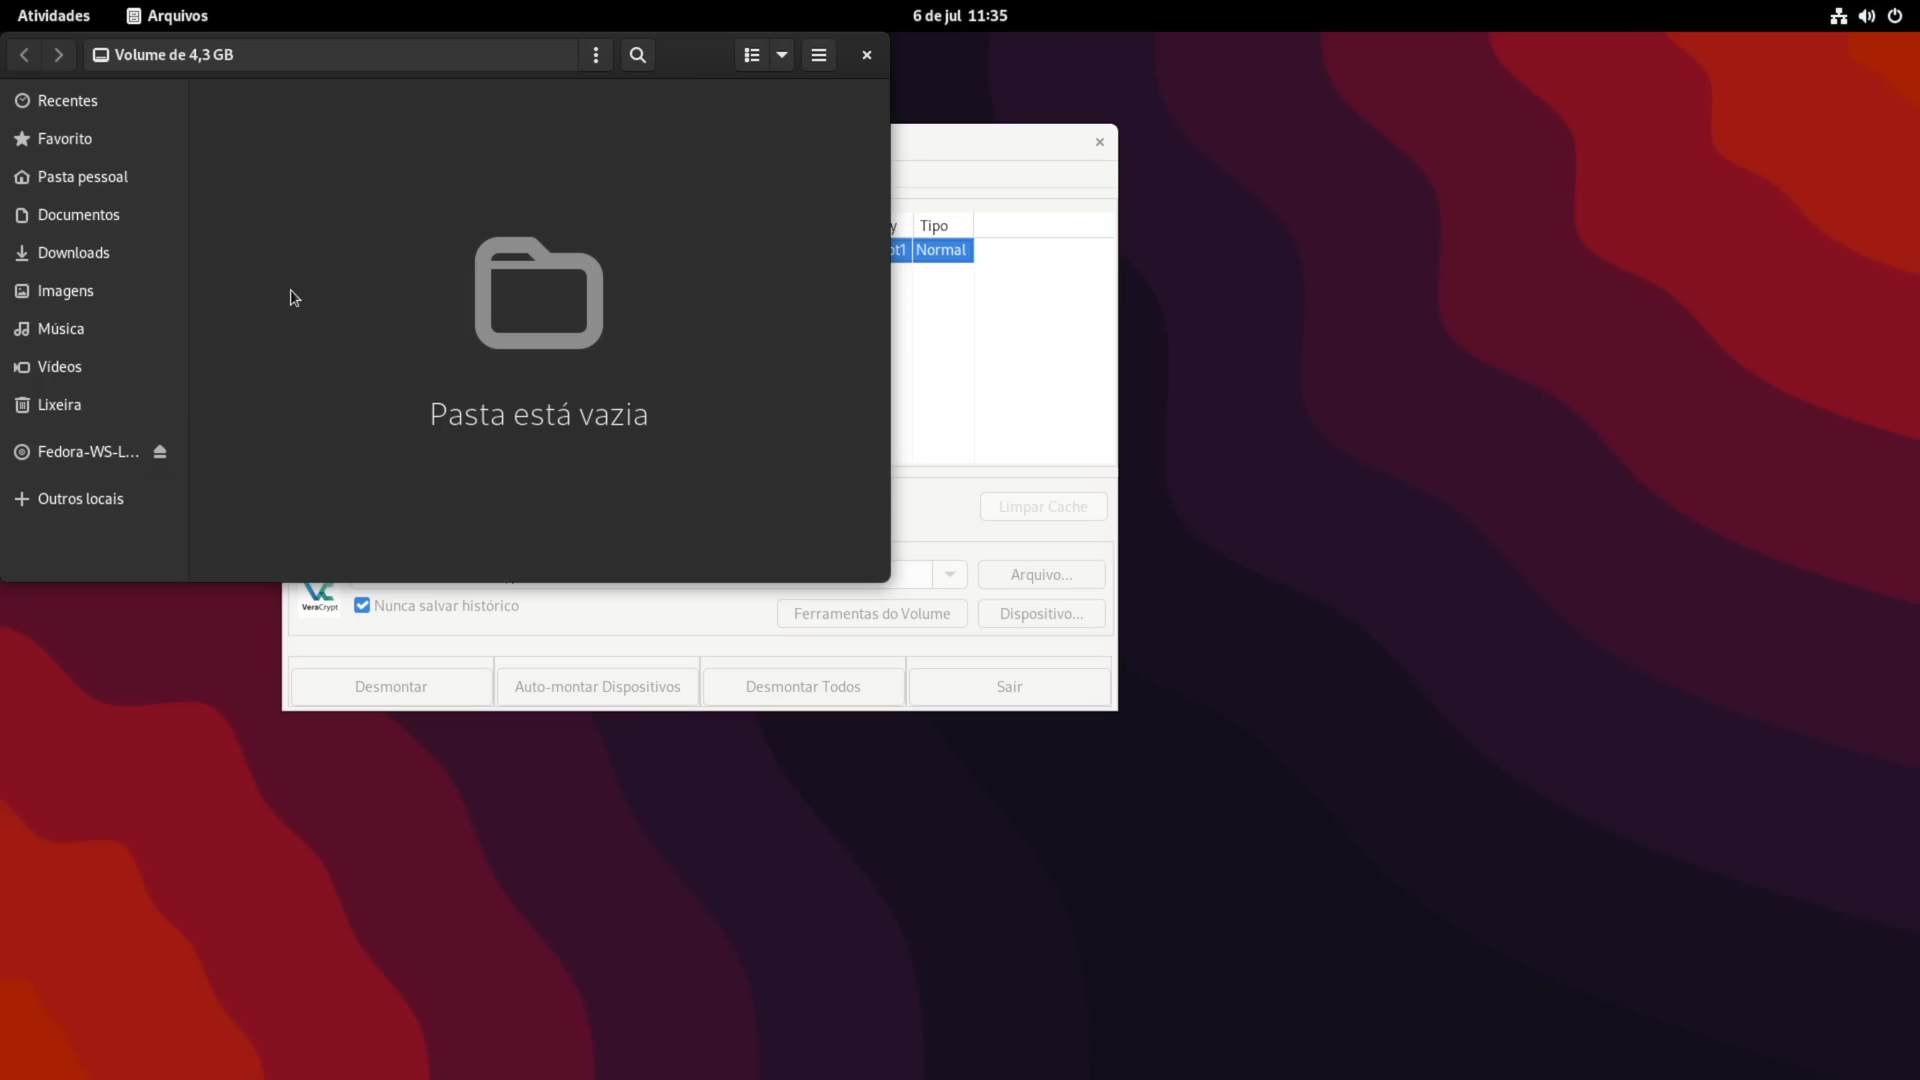 Atividades
Arquivos
6 de jul 11:35
Volume de 4,3 GB
Recentes
Favorito
Pasta pessoal
Documentos
Downloads
Imagens
Música
Vídeos
Lixeira
Fedora-WS-L...
Outros locais
Pasta está vazia
y
Tipo
ot1
Normal
Limpar Cache
Arquivo...
VeraCrypt
Nunca salvar histórico
Ferramentas do Volume
Dispositivo...
Desmontar
Auto-montar Dispositivos
Desmontar Todos
Sair